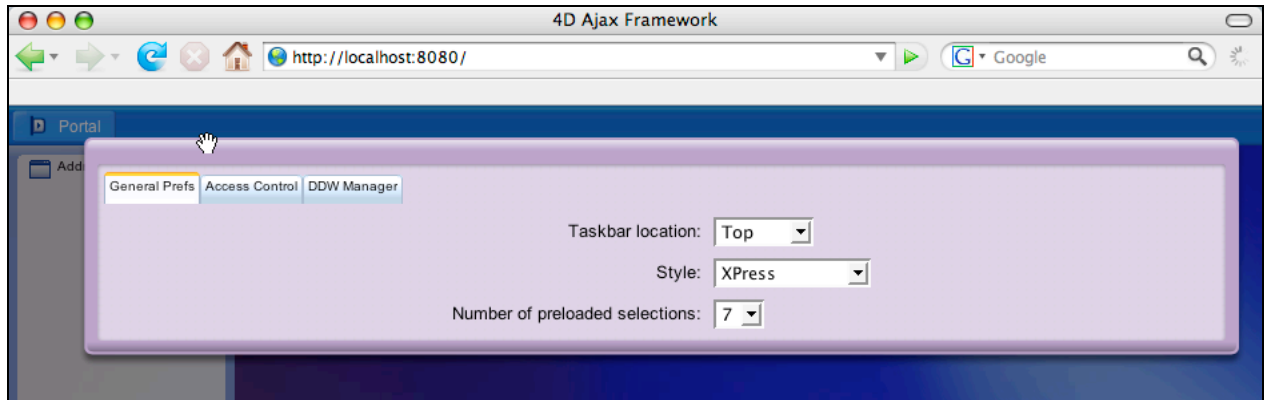 4D Ajax Framework
http://localhost:8080/
G Google
Portal
General Prefs Access Control DDW Manager
Taskbar location: Top
Style: XPress
Number of preloaded selections: 7